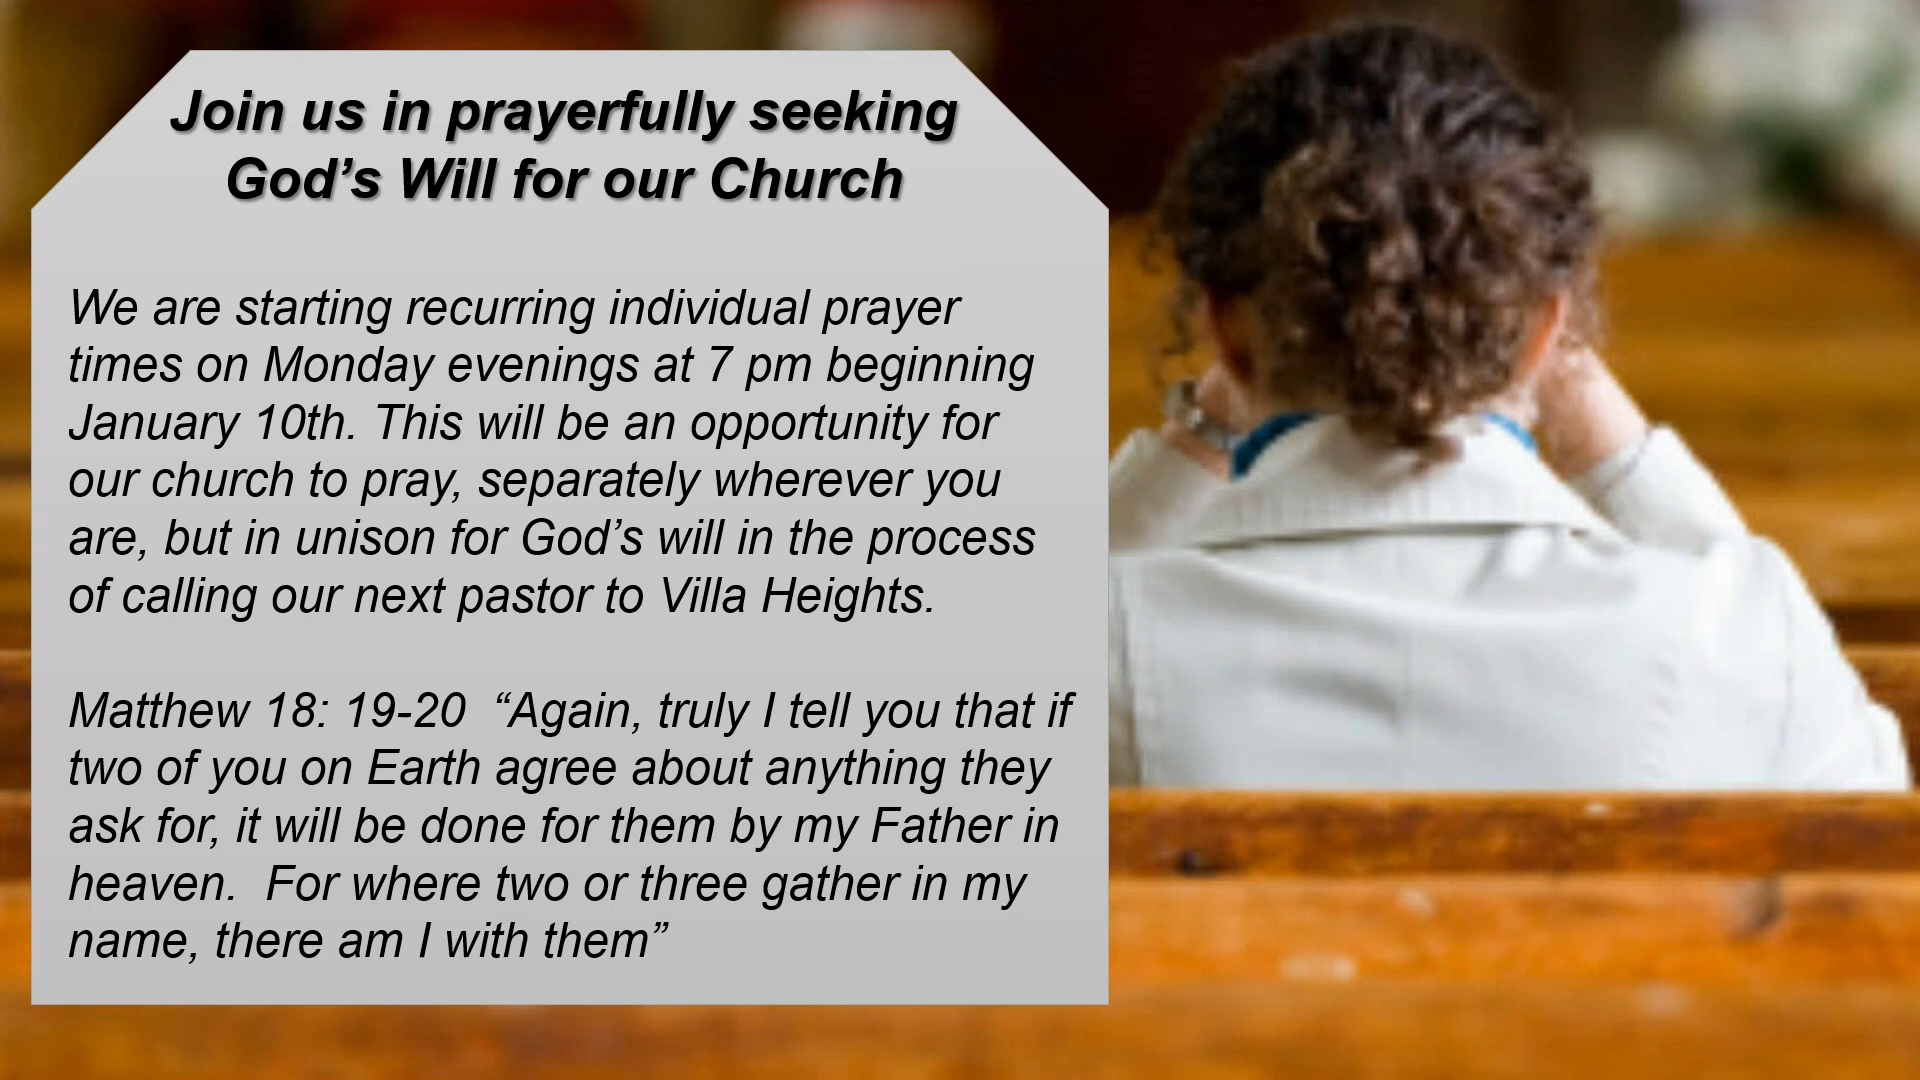 Join us in prayerfully seeking
God’s Will for our Church
We are starting recurring individual prayer
times on Monday evenings at 7 pm beginning
January 10th. This will be an opportunity for
our church to pray, separately wherever you
are, but in unison for God’s will in the process
of calling our next pastor to Villa Heights.
Matthew 18: 19-20  “Again, truly I tell you that if
two of you on Earth agree about anything they
ask for, it will be done for them by my Father in
heaven.  For where two or three gather in my
name, there am I with them”